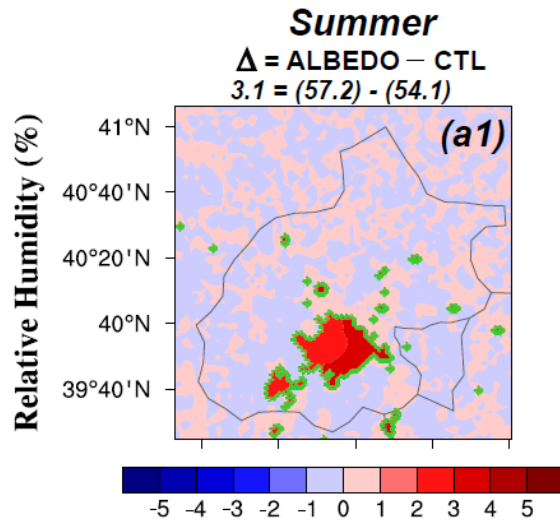 Summer
Δ = ALBEDO − CTL
3.1 = (57.2) - (54.1)
(a1)
Relative Humidity (%)
41°N
40°40'N
40°20'N
40°N
39°40'N
-5 -4 -3 -2 -1 0 1 2 3 4 5